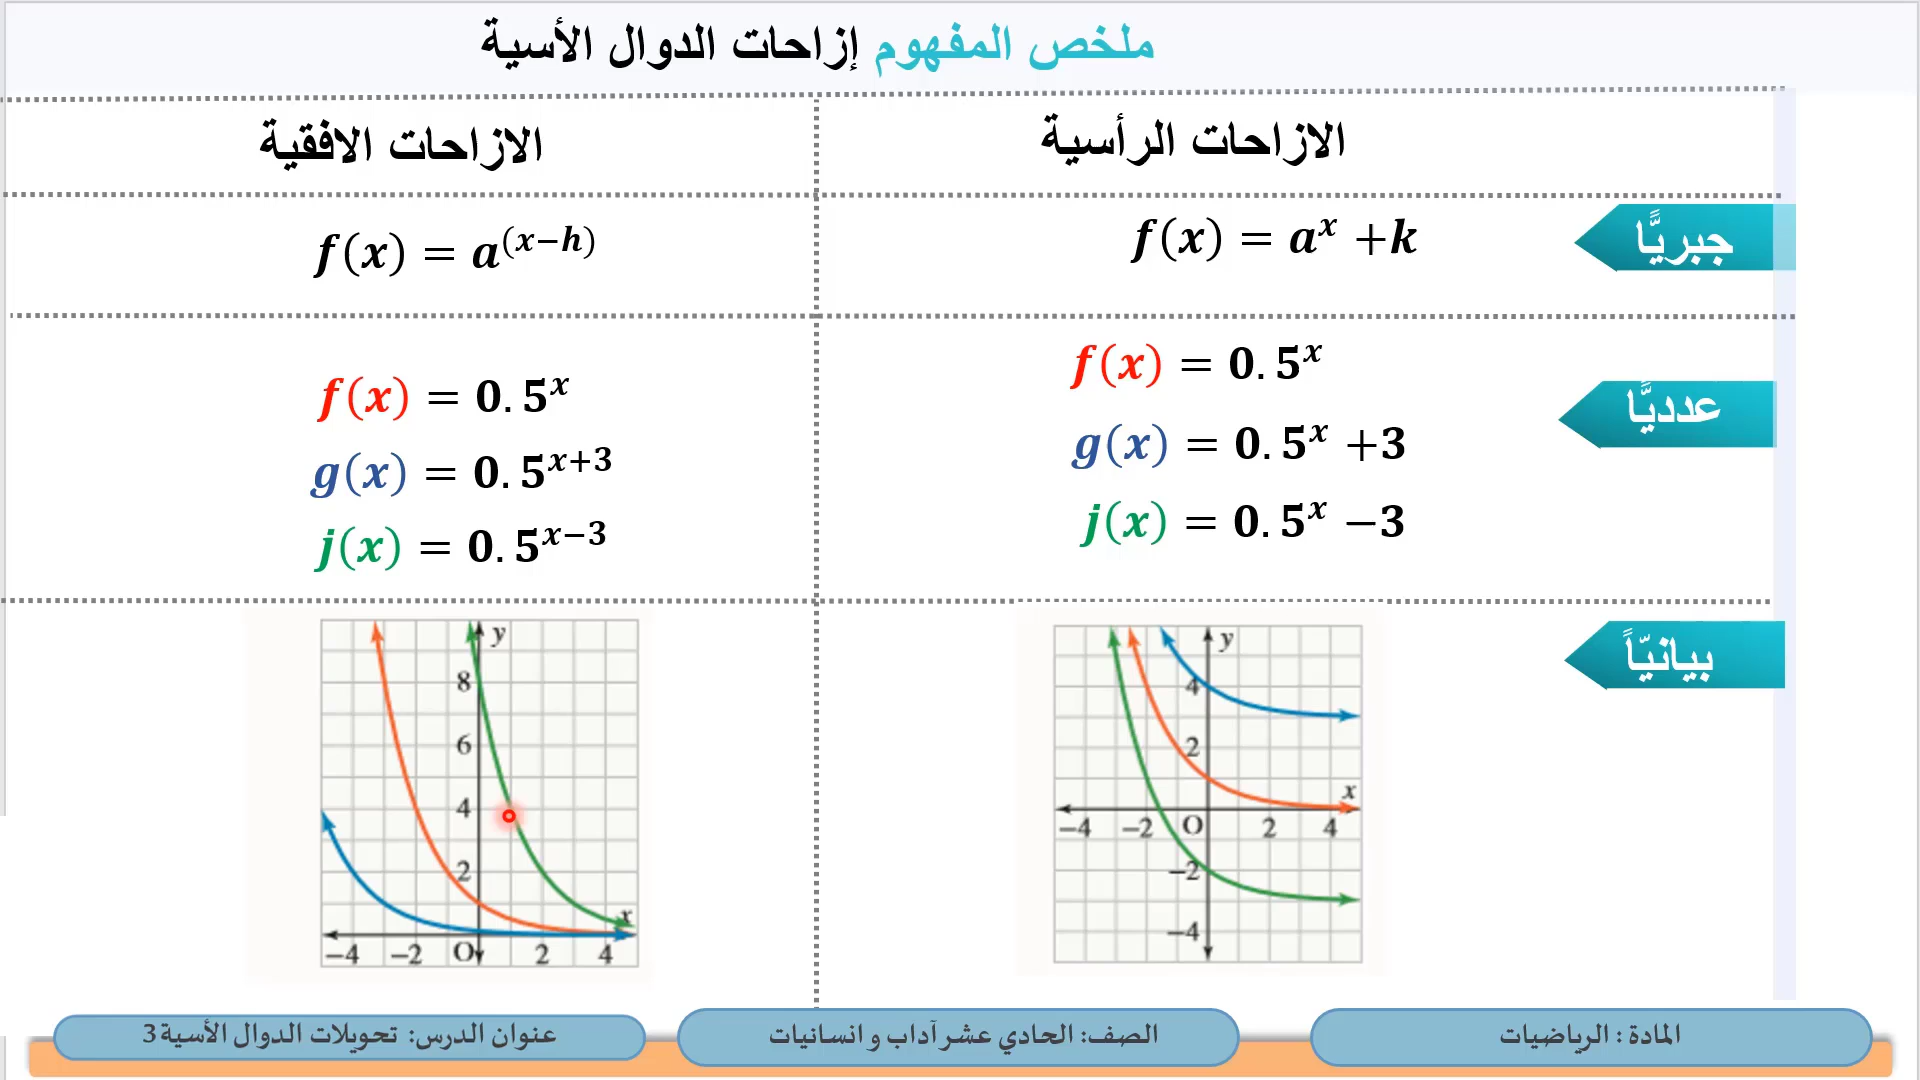 ملخص المفهوم إزاحات الدوال الأسية
الازاحات الرأسية
الازاحات الافقية
جبريًّا
f(x) = a^x +k
f(x) = a^(x−h)
عدديًّا
f(x) = 0.5^x
g(x) = 0.5^x +3
j(x) = 0.5^x −3
f(x) = 0.5^x
g(x) = 0.5^(x+3)
j(x) = 0.5^(x−3)
بيانيّاً
y
4
2
x
−4 −2 O 2 4
−2
−4
y
8
6
4
2
x
−4 −2 O 2 4
المادة : الرياضيات
الصف: الحادي عشر آداب و انسانيات
عنوان الدرس: تحويلات الدوال الأسية3